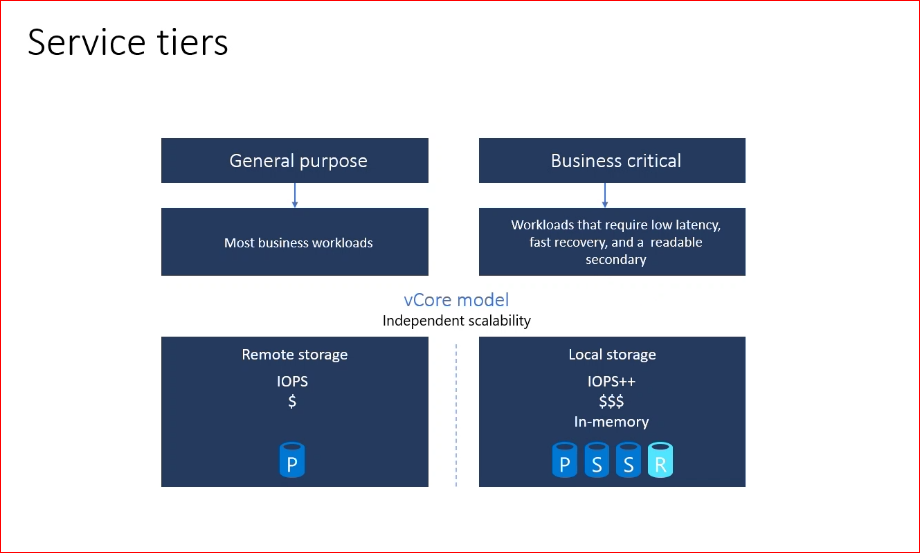 Service tiers
General purpose
Business critical
Most business workloads
Workloads that require low latency,
fast recovery, and a readable
secondary
vCore model
Independent scalability
Remote storage
IOPS
$
P
Local storage
IOPS++
$$$
In-memory
P S S R